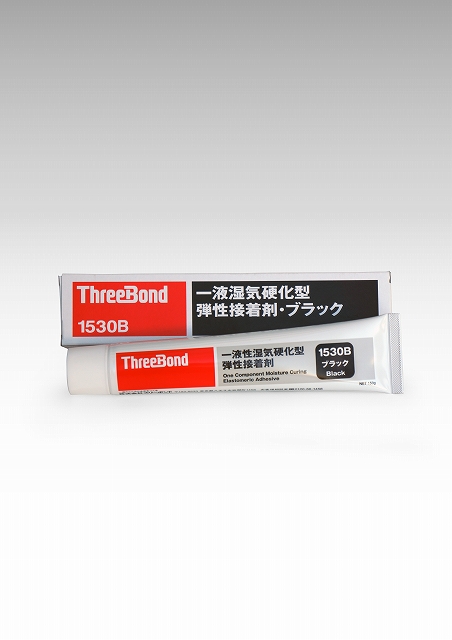 ThreeBond
1530B
一液湿気硬化型
弾性接着剤・ブラック
ThreeBond
一液性湿気硬化型
弾性接着剤
One Component Moisture Curing
Elastomeric Adhesive
1530B
ブラック
Black